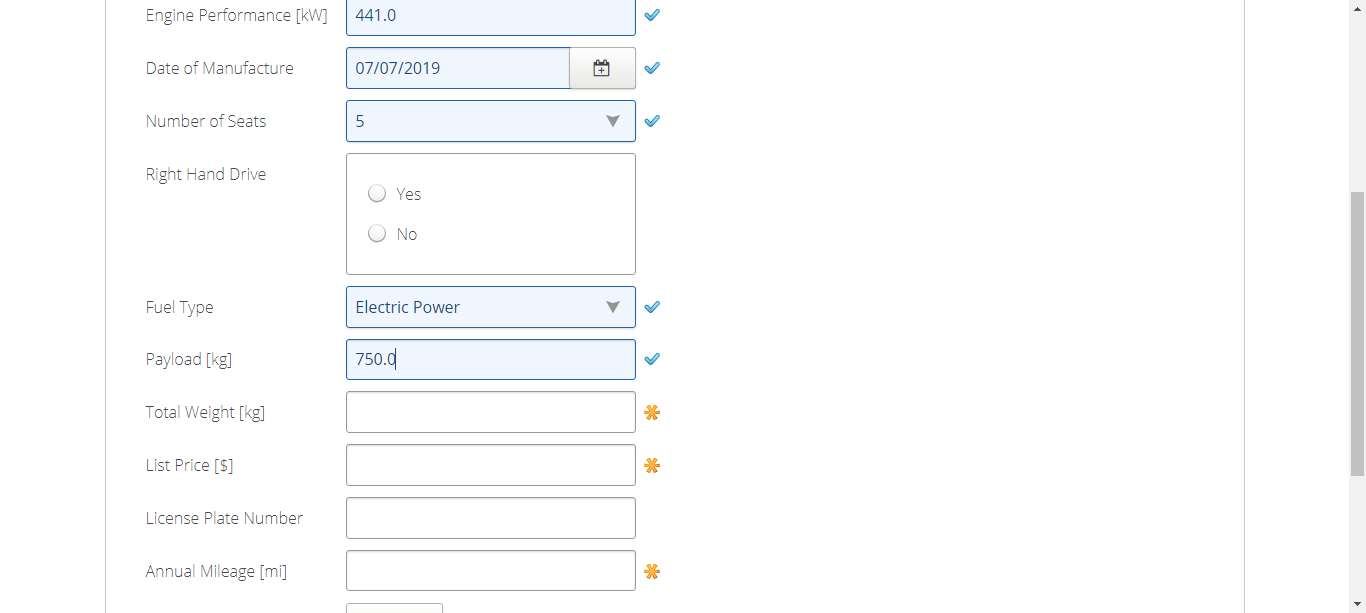 Engine Performance [kW] 441.0
Date of Manufacture 07/07/2019
Number of Seats 5
Right Hand Drive
Yes
No
Fuel Type Electric Power
Payload [kg] 750.0
Total Weight [kg]
List Price [$]
License Plate Number
Annual Mileage [mi]